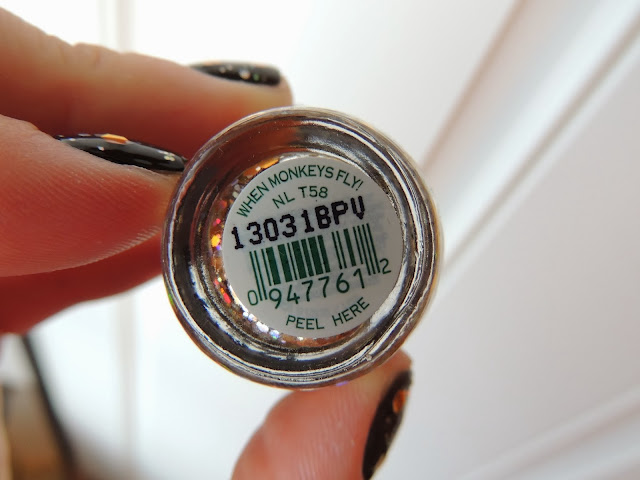 WHEN MONKEYS FLY!
NL T58
13031BPV
0 947761 2
PEEL HERE